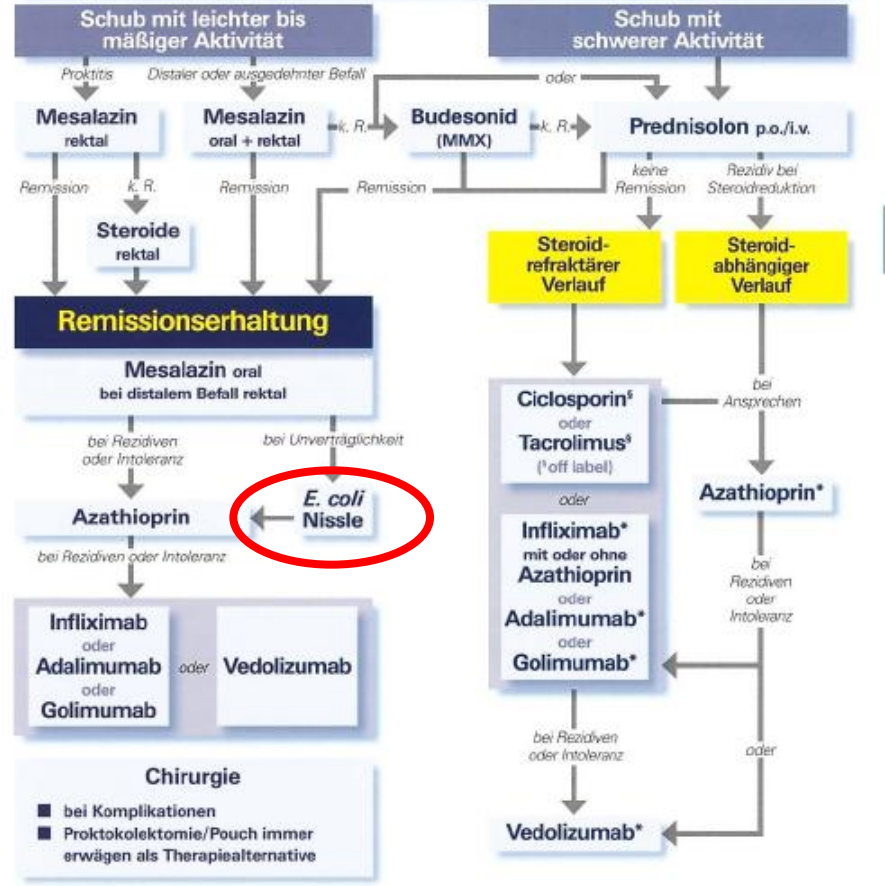 Schub mit leichter bis
mäßiger Aktivität
Schub mit
schwerer Aktivität
Proktitis
Distaler oder ausgedehnter Befall
oder
Mesalazin
rektal
Mesalazin
oral + rektal
k. R.
Budesonid
(MMX)
k. R.
Prednisolon p.o./i.v.
Remission
k. R.
Remission
Remission
keine
Remission
Rezidiv bei
Steroidreduktion
Steroide
rektal
Steroid-
refraktärer
Verlauf
Steroid-
abhängiger
Verlauf
Remissionserhaltung
Mesalazin oral
bei distalem Befall rektal
bei Rezidiven
oder Intoleranz
bei Unverträglichkeit
Azathioprin
E. coli
Nissle
bei Rezidiven oder Intoleranz
Infliximab
oder
Adalimumab
oder
Golimumab
oder
Vedolizumab
Chirurgie
■ bei Komplikationen
■ Proktokolektomie/Pouch immer
erwägen als Therapiealternative
Ciclosporin§
oder
Tacrolimus§
(§off label)
bei
Ansprechen
oder
Azathioprin*
Infliximab*
mit oder ohne
Azathioprin
oder
Adalimumab*
oder
Golimumab*
bei
Rezidiven
oder
Intoleranz
bei Rezidiven
oder Intoleranz
oder
Vedolizumab*